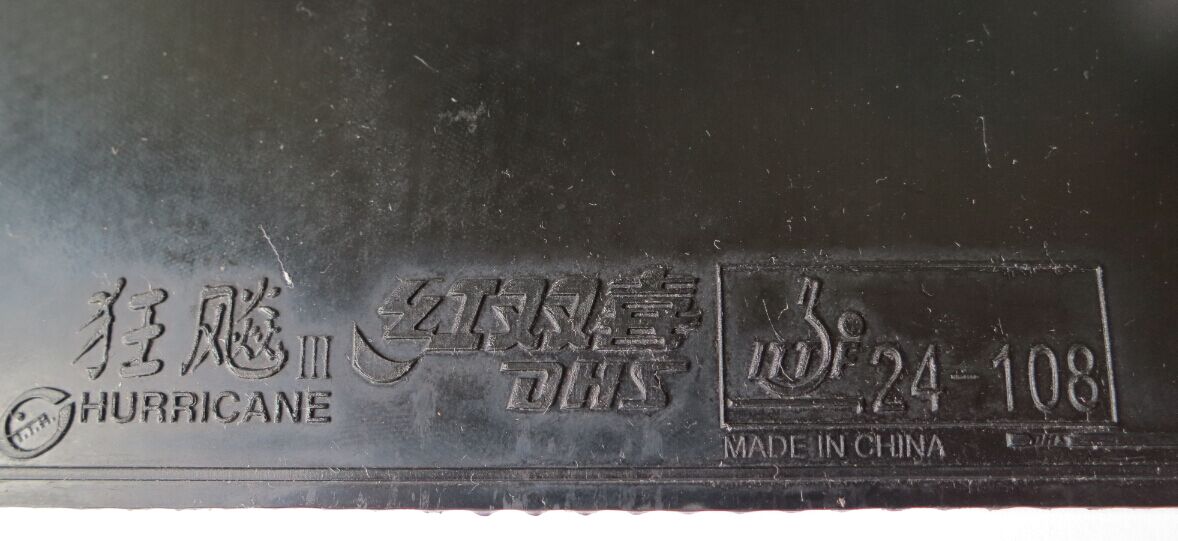 狂飚III
HURRICANE
红双喜
DHS
ITTF 24-108
MADE IN CHINA